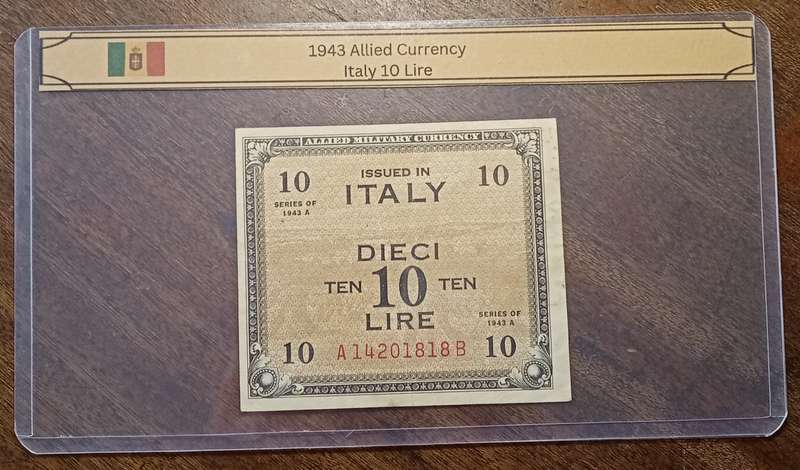 1943 Allied Currency
Italy 10 Lire
ALLIED MILITARY CURRENCY
10 ISSUED IN 10
ITALY
SERIES OF
1943 A
DIECI
TEN 10 TEN
LIRE
SERIES OF
1943 A
10 A14201818B 10